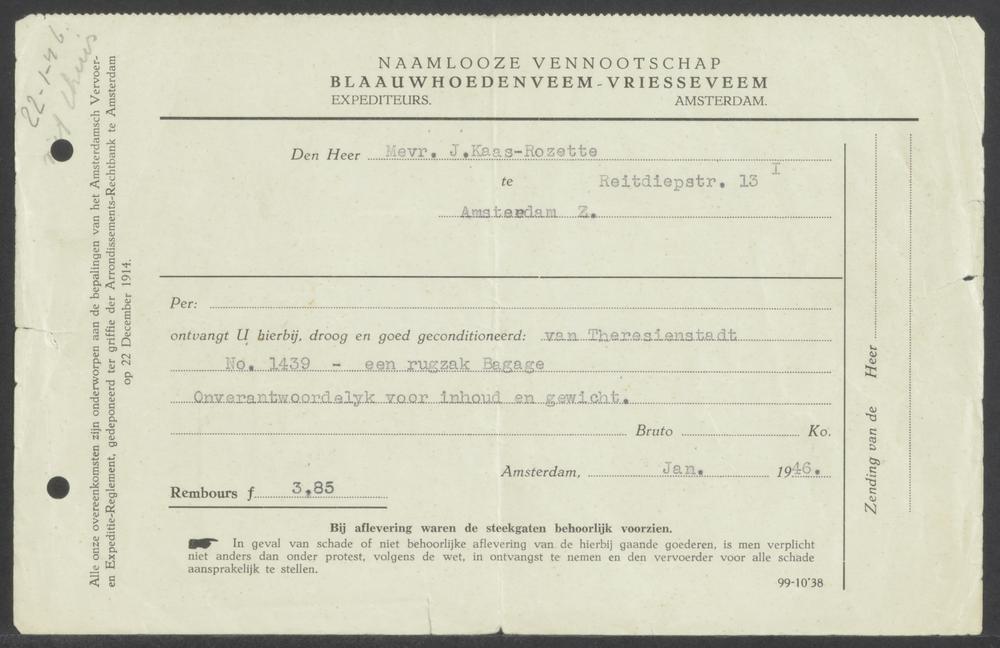 22-1-46.
niet thuis
Alle onze overeenkomsten zijn onderworpen aan de bepalingen van het Amsterdamsch Vervoer-
en Expeditie-Reglement, gedeponeerd ter griffie der Arrondissements-Rechtbank te Amsterdam
op 22 December 1914.
NAAMLOOZE VENNOOTSCHAP
BLAAUWHOEDENVEEM-VRIESSEVEEM
EXPEDITEURS. AMSTERDAM.
Den Heer Mevr. J.Kaas-Rozette
te Reitdiepstr. 13 I
Amsterdam Z.
Per:
ontvangt U hierbij, droog en goed geconditioneerd: van Theresienstadt
No. 1439 - een rugzak Bagage
Onverantwoordelyk voor inhoud en gewicht.
Bruto Ko.
Amsterdam, Jan. 1946.
Rembours f 3,85
Bij aflevering waren de steekgaten behoorlijk voorzien.
In geval van schade of niet behoorlijke aflevering van de hierbij gaande goederen, is men verplicht
niet anders dan onder protest, volgens de wet, in ontvangst te nemen en den vervoerder voor alle schade
aansprakelijk te stellen.
99-10'38
Zending van de Heer